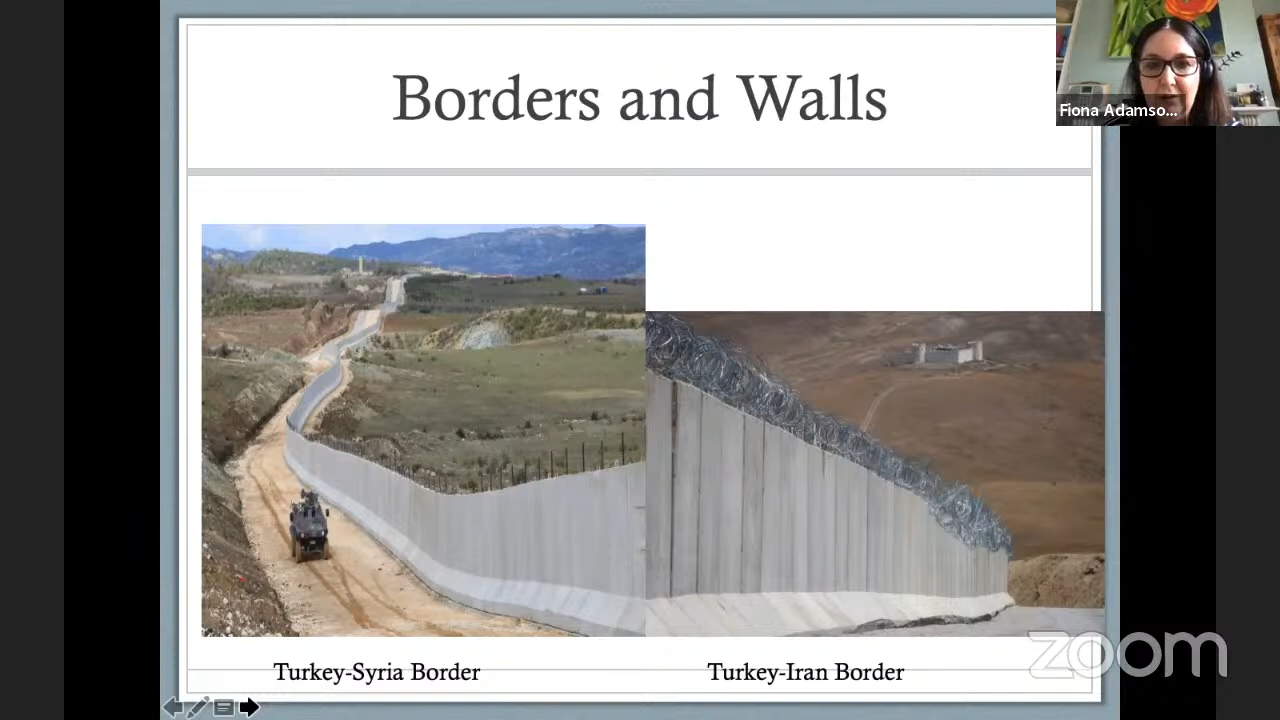 Borders and Walls
Fiona Adamso...
Turkey-Syria Border
Turkey-Iran Border
zoom